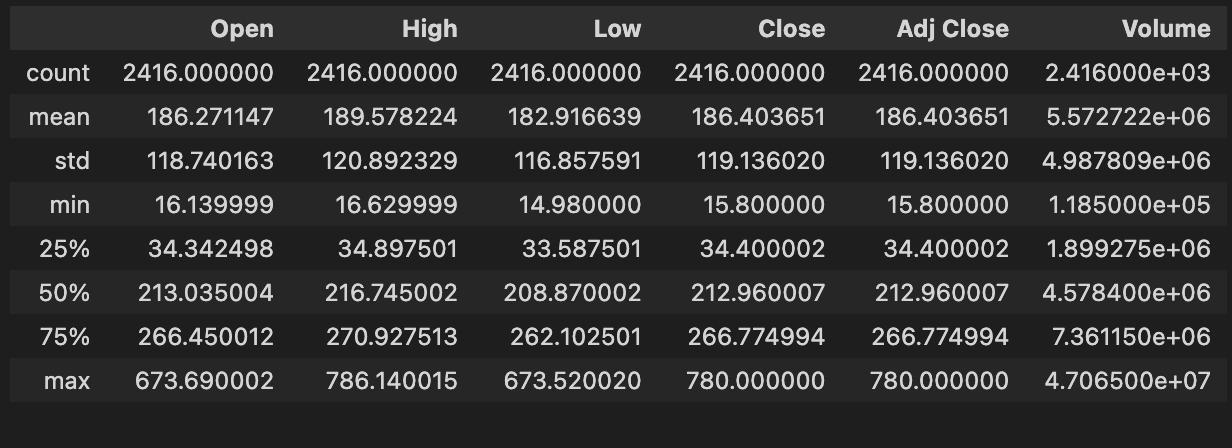 Open High Low Close Adj Close Volume
count 2416.000000 2416.000000 2416.000000 2416.000000 2416.000000 2.416000e+03
mean 186.271147 189.578224 182.916639 186.403651 186.403651 5.572722e+06
std 118.740163 120.892329 116.857591 119.136020 119.136020 4.987809e+06
min 16.139999 16.629999 14.980000 15.800000 15.800000 1.185000e+05
25% 34.342498 34.897501 33.587501 34.400002 34.400002 1.899275e+06
50% 213.035004 216.745002 208.870002 212.960007 212.960007 4.578400e+06
75% 266.450012 270.927513 262.102501 266.774994 266.774994 7.361150e+06
max 673.690002 786.140015 673.520020 780.000000 780.000000 4.706500e+07